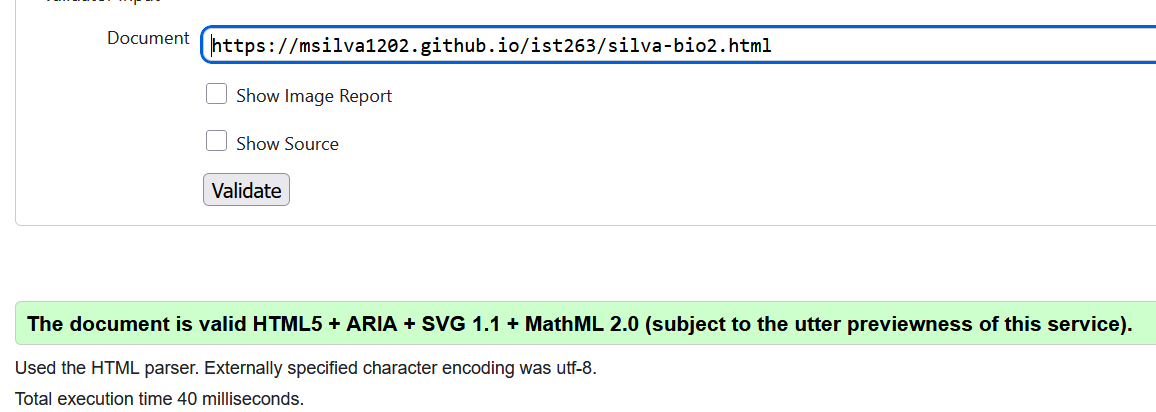 Document
https://msilva1202.github.io/ist263/silva-bio2.html
Show Image Report
Show Source
Validate
The document is valid HTML5 + ARIA + SVG 1.1 + MathML 2.0 (subject to the utter previewness of this service).
Used the HTML parser. Externally specified character encoding was utf-8.
Total execution time 40 milliseconds.